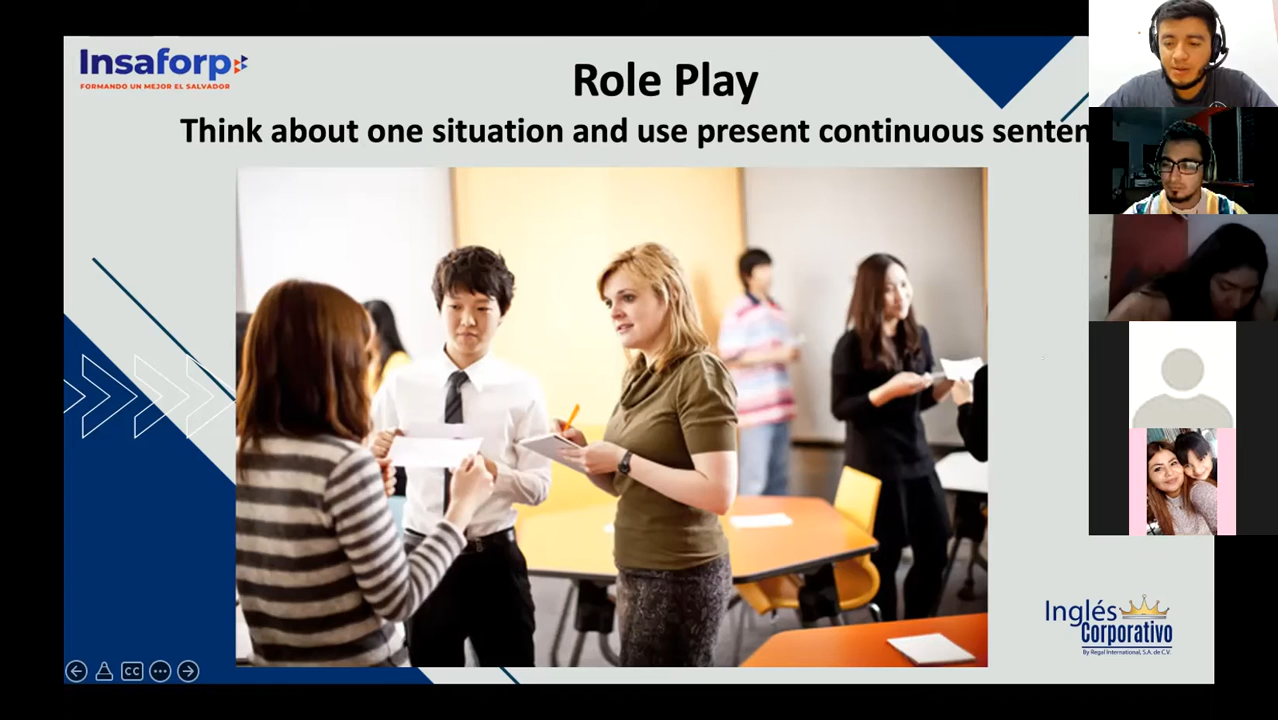 Insaforp
FORMANDO UN MEJOR EL SALVADOR
Role Play
Think about one situation and use present continuous senten
Inglés
Corporativo
By Regal International, S.A. de C.V.
CC